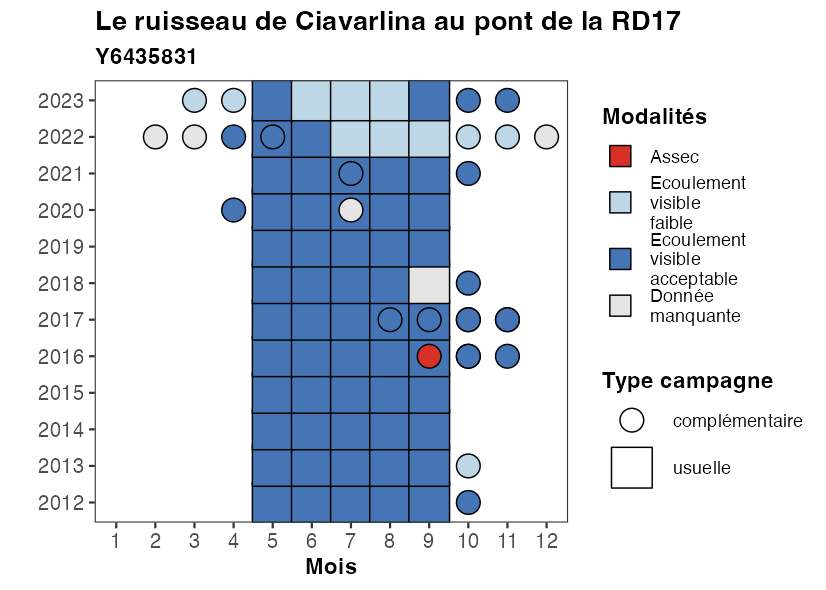 Le ruisseau de Ciavarlina au pont de la RD17
Y6435831
2023
2022
2021
2020
2019
2018
2017
2016
2015
2014
2013
2012
1 2 3 4 5 6 7 8 9 10 11 12
Mois
Modalités
Assec
Ecoulement
visible
faible
Ecoulement
visible
acceptable
Donnée
manquante
Type campagne
complémentaire
usuelle